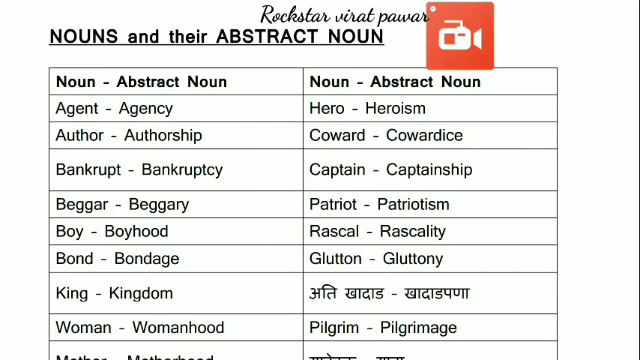 Rockstar virat pawar
NOUNS and their ABSTRACT NOUN
Noun - Abstract Noun Noun - Abstract Noun
Agent - Agency Hero - Heroism
Author - Authorship Coward - Cowardice
Bankrupt - Bankruptcy Captain - Captainship
Beggar - Beggary Patriot - Patriotism
Boy - Boyhood Rascal - Rascality
Bond - Bondage Glutton - Gluttony
King - Kingdom अति खादाड - खादाडपणा
Woman - Womanhood Pilgrim - Pilgrimage
Mother - Motherhood